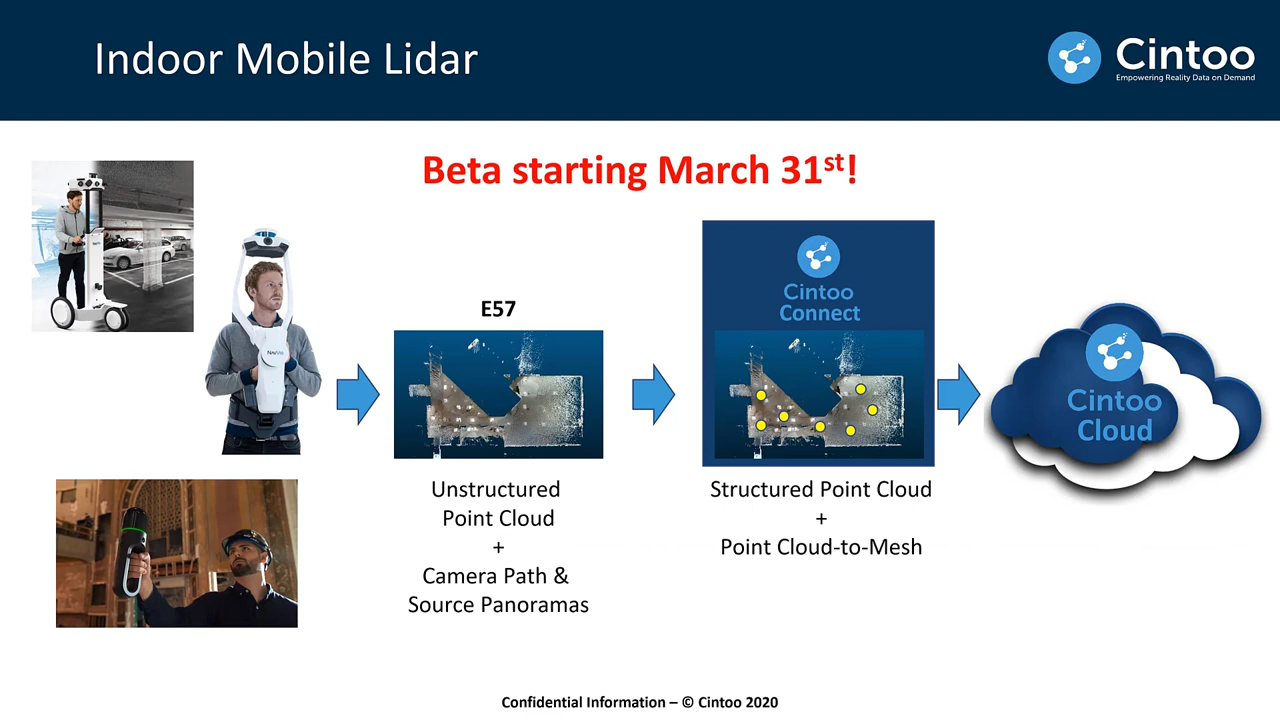 Indoor Mobile Lidar
Cintoo
Empowering Reality Data on Demand
Beta starting March 31st!
NAVVIS
E57
Cintoo
Connect
Cintoo
Cloud
Unstructured
Point Cloud
+
Camera Path &
Source Panoramas
Structured Point Cloud
+
Point Cloud-to-Mesh
Confidential Information – © Cintoo 2020